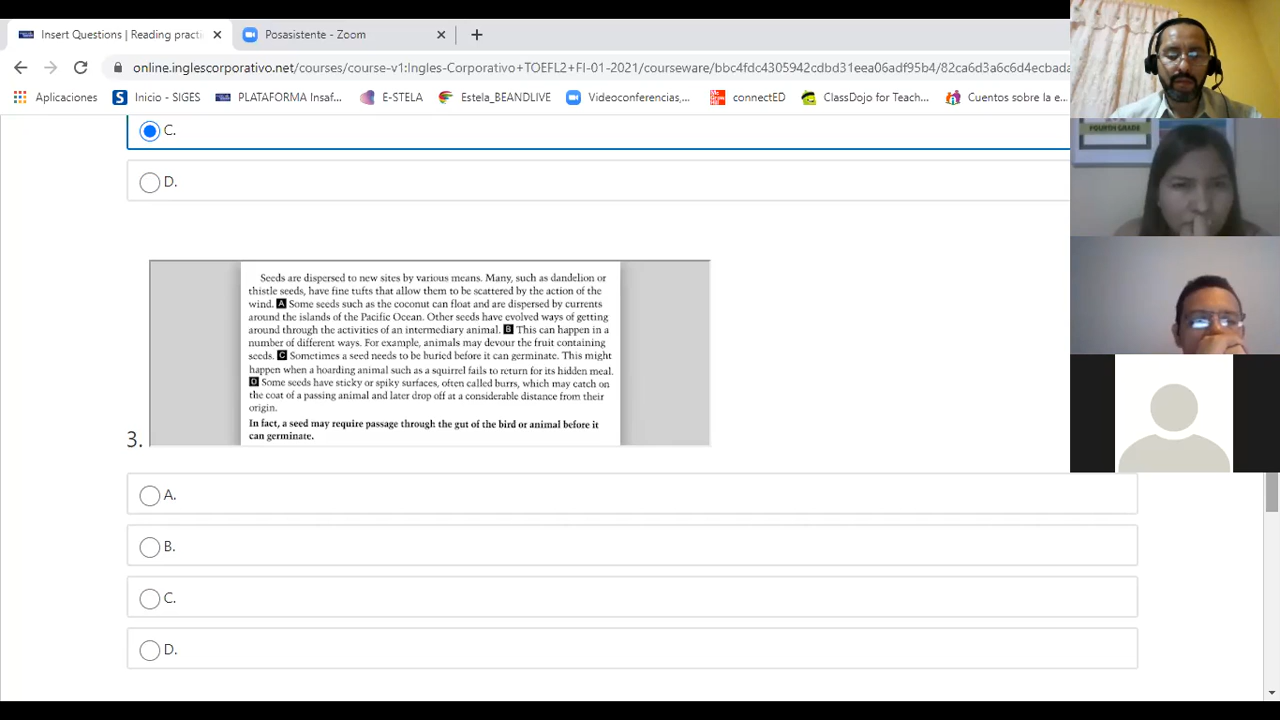 Insert Questions | Reading practi
Posasistente - Zoom
online.inglescorporativo.net/courses/course-v1:Ingles-Corporativo+TOEFL2+FI-01-2021/courseware/bbc4fdc4305942cdbd31eea06adf95b4/82ca6d3a6c6d4ecbada
Aplicaciones
Inicio - SIGES
PLATAFORMA Insaf...
E-STELA
Estela_BEANDLIVE
Videoconferencias,...
connectED
ClassDojo for Teach...
Cuentos sobre la e...
FOURTH GRADE
C.
D.
Seeds are dispersed to new sites by various means. Many, such as dandelion or
thistle seeds, have fine tufts that allow them to be scattered by the action of the
wind. A Some seeds such as the coconut can float and are dispersed by currents
around the islands of the Pacific Ocean. Other seeds have evolved ways of getting
around through the activities of an intermediary animal. B This can happen in a
number of different ways. For example, animals may devour the fruit containing
seeds. C Sometimes a seed needs to be buried before it can germinate. This might
happen when a hoarding animal such as a squirrel fails to return for its hidden meal.
D Some seeds have sticky or spiky surfaces, often called burrs, which may catch on
the coat of a passing animal and later drop off at a considerable distance from their
origin.
In fact, a seed may require passage through the gut of the bird or animal before it
can germinate.
3.
A.
B.
C.
D.